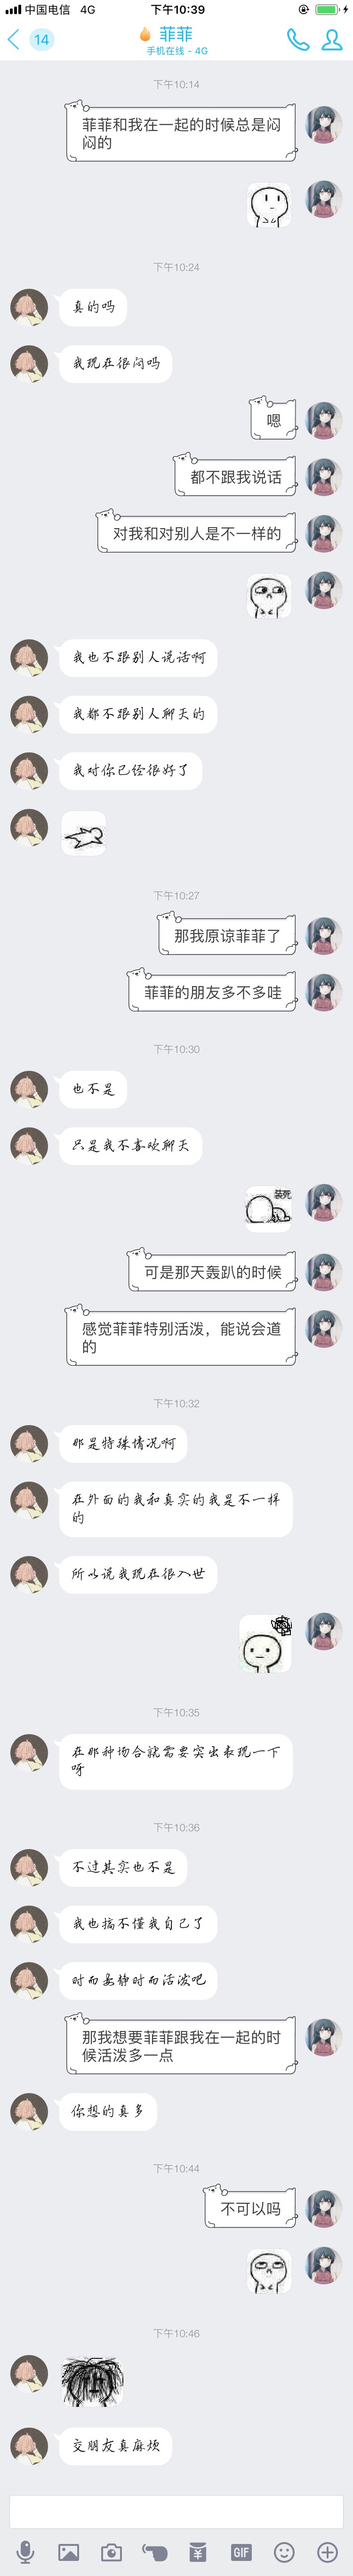 中国电信 4G 下午10:39
14
菲菲
手机在线 - 4G
下午10:14
菲菲和我在一起的时候总是闷
闷的
下午10:24
真的吗
我现在很闷吗
嗯
都不跟我说话
对我和对别人是不一样的
我也不跟别人说话啊
我都不跟别人聊天的
我对你已经很好了
下午10:27
那我原谅菲菲了
菲菲的朋友多不多哇
下午10:30
也不是
只是我不喜欢聊天
装死
可是那天轰趴的时候
感觉菲菲特别活泼，能说会道
的
下午10:32
那是特殊情况啊
在外面的我和真实的我是不一样
的
所以说我现在很入世
下午10:35
在那种场合就需要突出表现一下
呀
下午10:36
不过其实也不是
我也搞不懂我自己了
时而安静时而活泼吧
那我想要菲菲跟我在一起的时
候活泼多一点
你想的真多
下午10:44
不可以吗
下午10:46
交朋友真麻烦
GIF